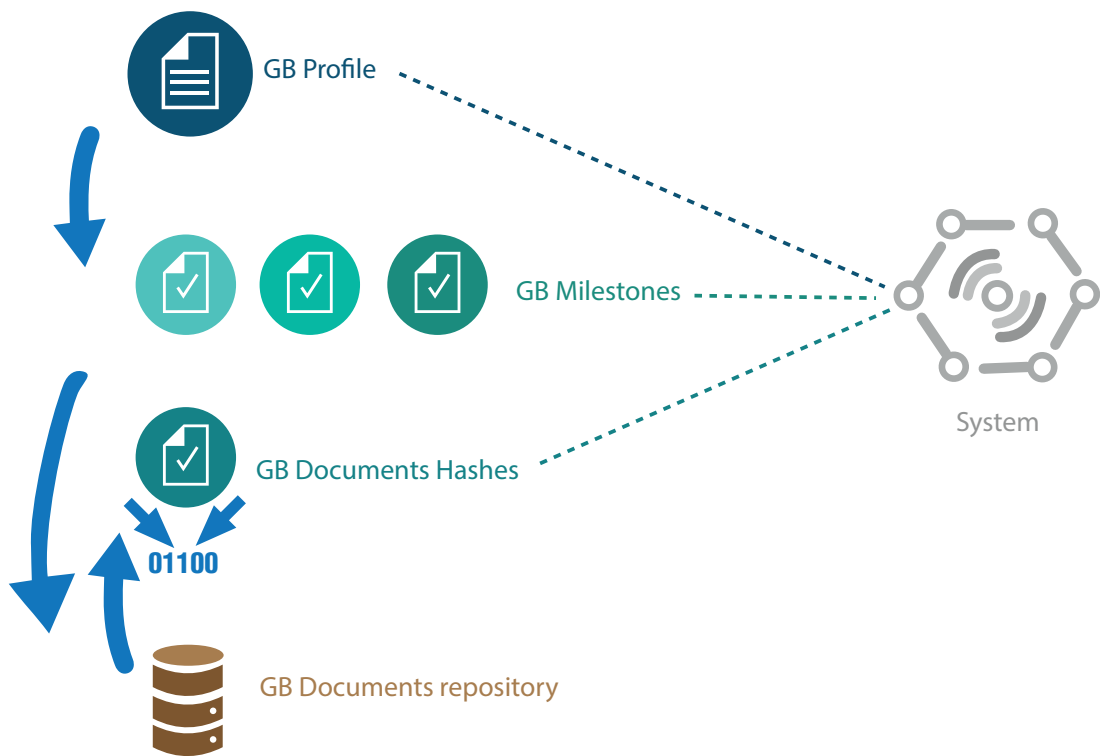 GB Profile
GB Milestones
System
GB Documents Hashes
01100
GB Documents repository